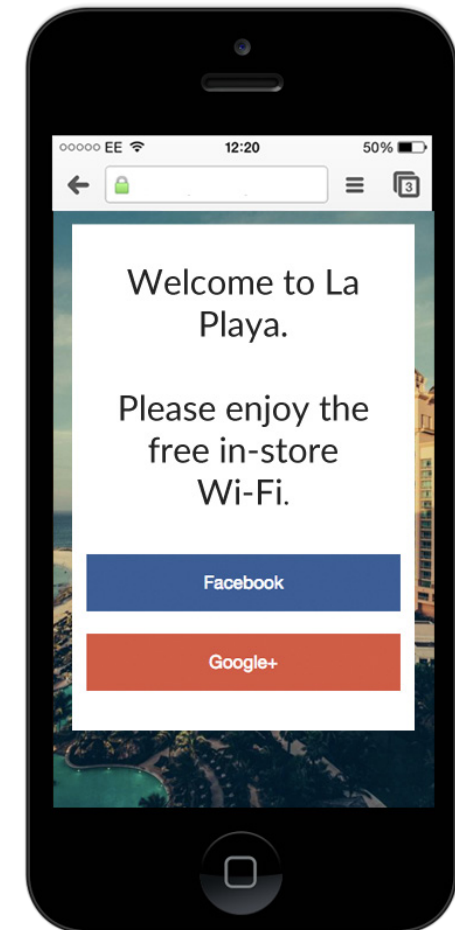 ooooo EE 12:20 50%
3
Welcome to La
Playa.
Please enjoy the
free in-store
Wi-Fi.
Facebook
Google+